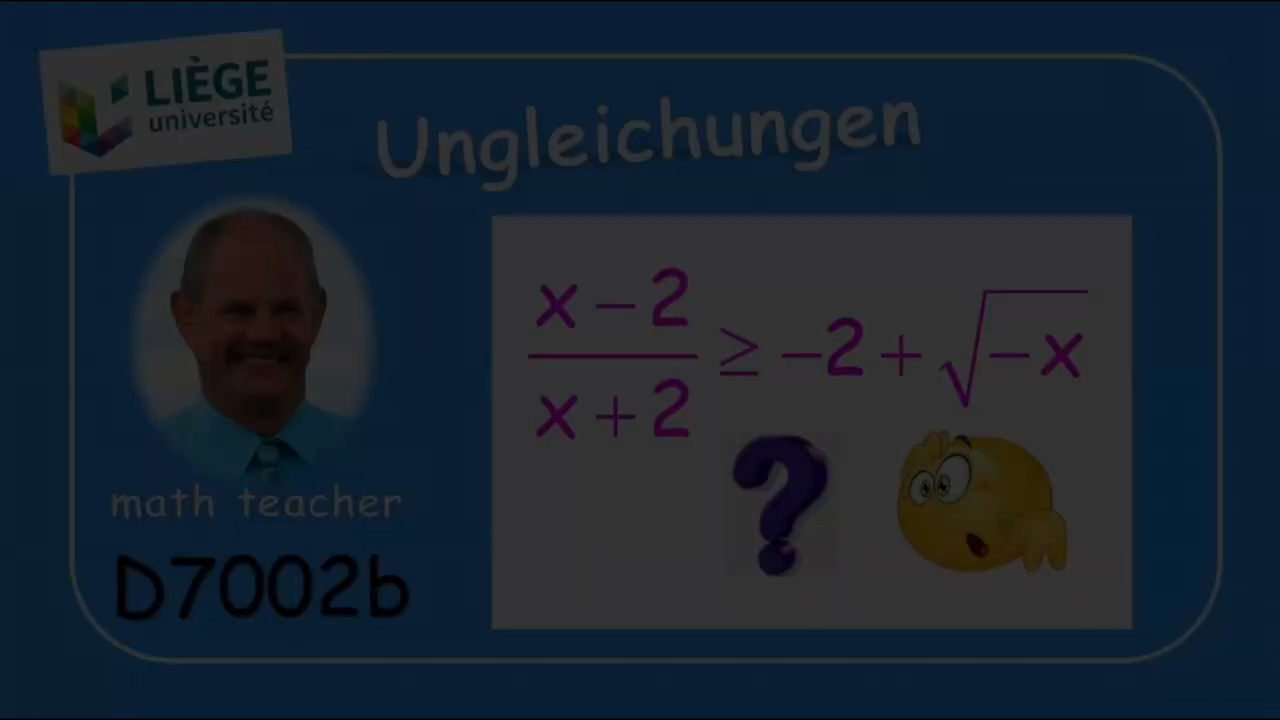 LIÈGE
université
Ungleichungen
x − 2
x + 2
≥ −2 + √−x
math teacher
D7002b